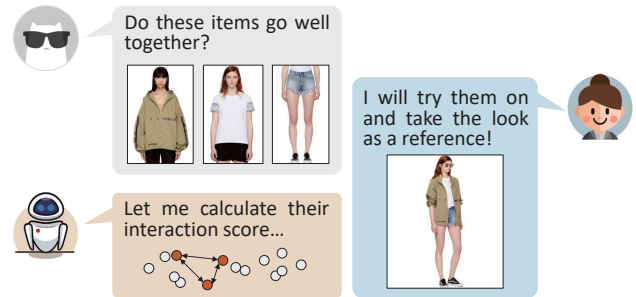 Do these items go well
together?
I will try them on
and take the look
as a reference!
Let me calculate their
interaction score...